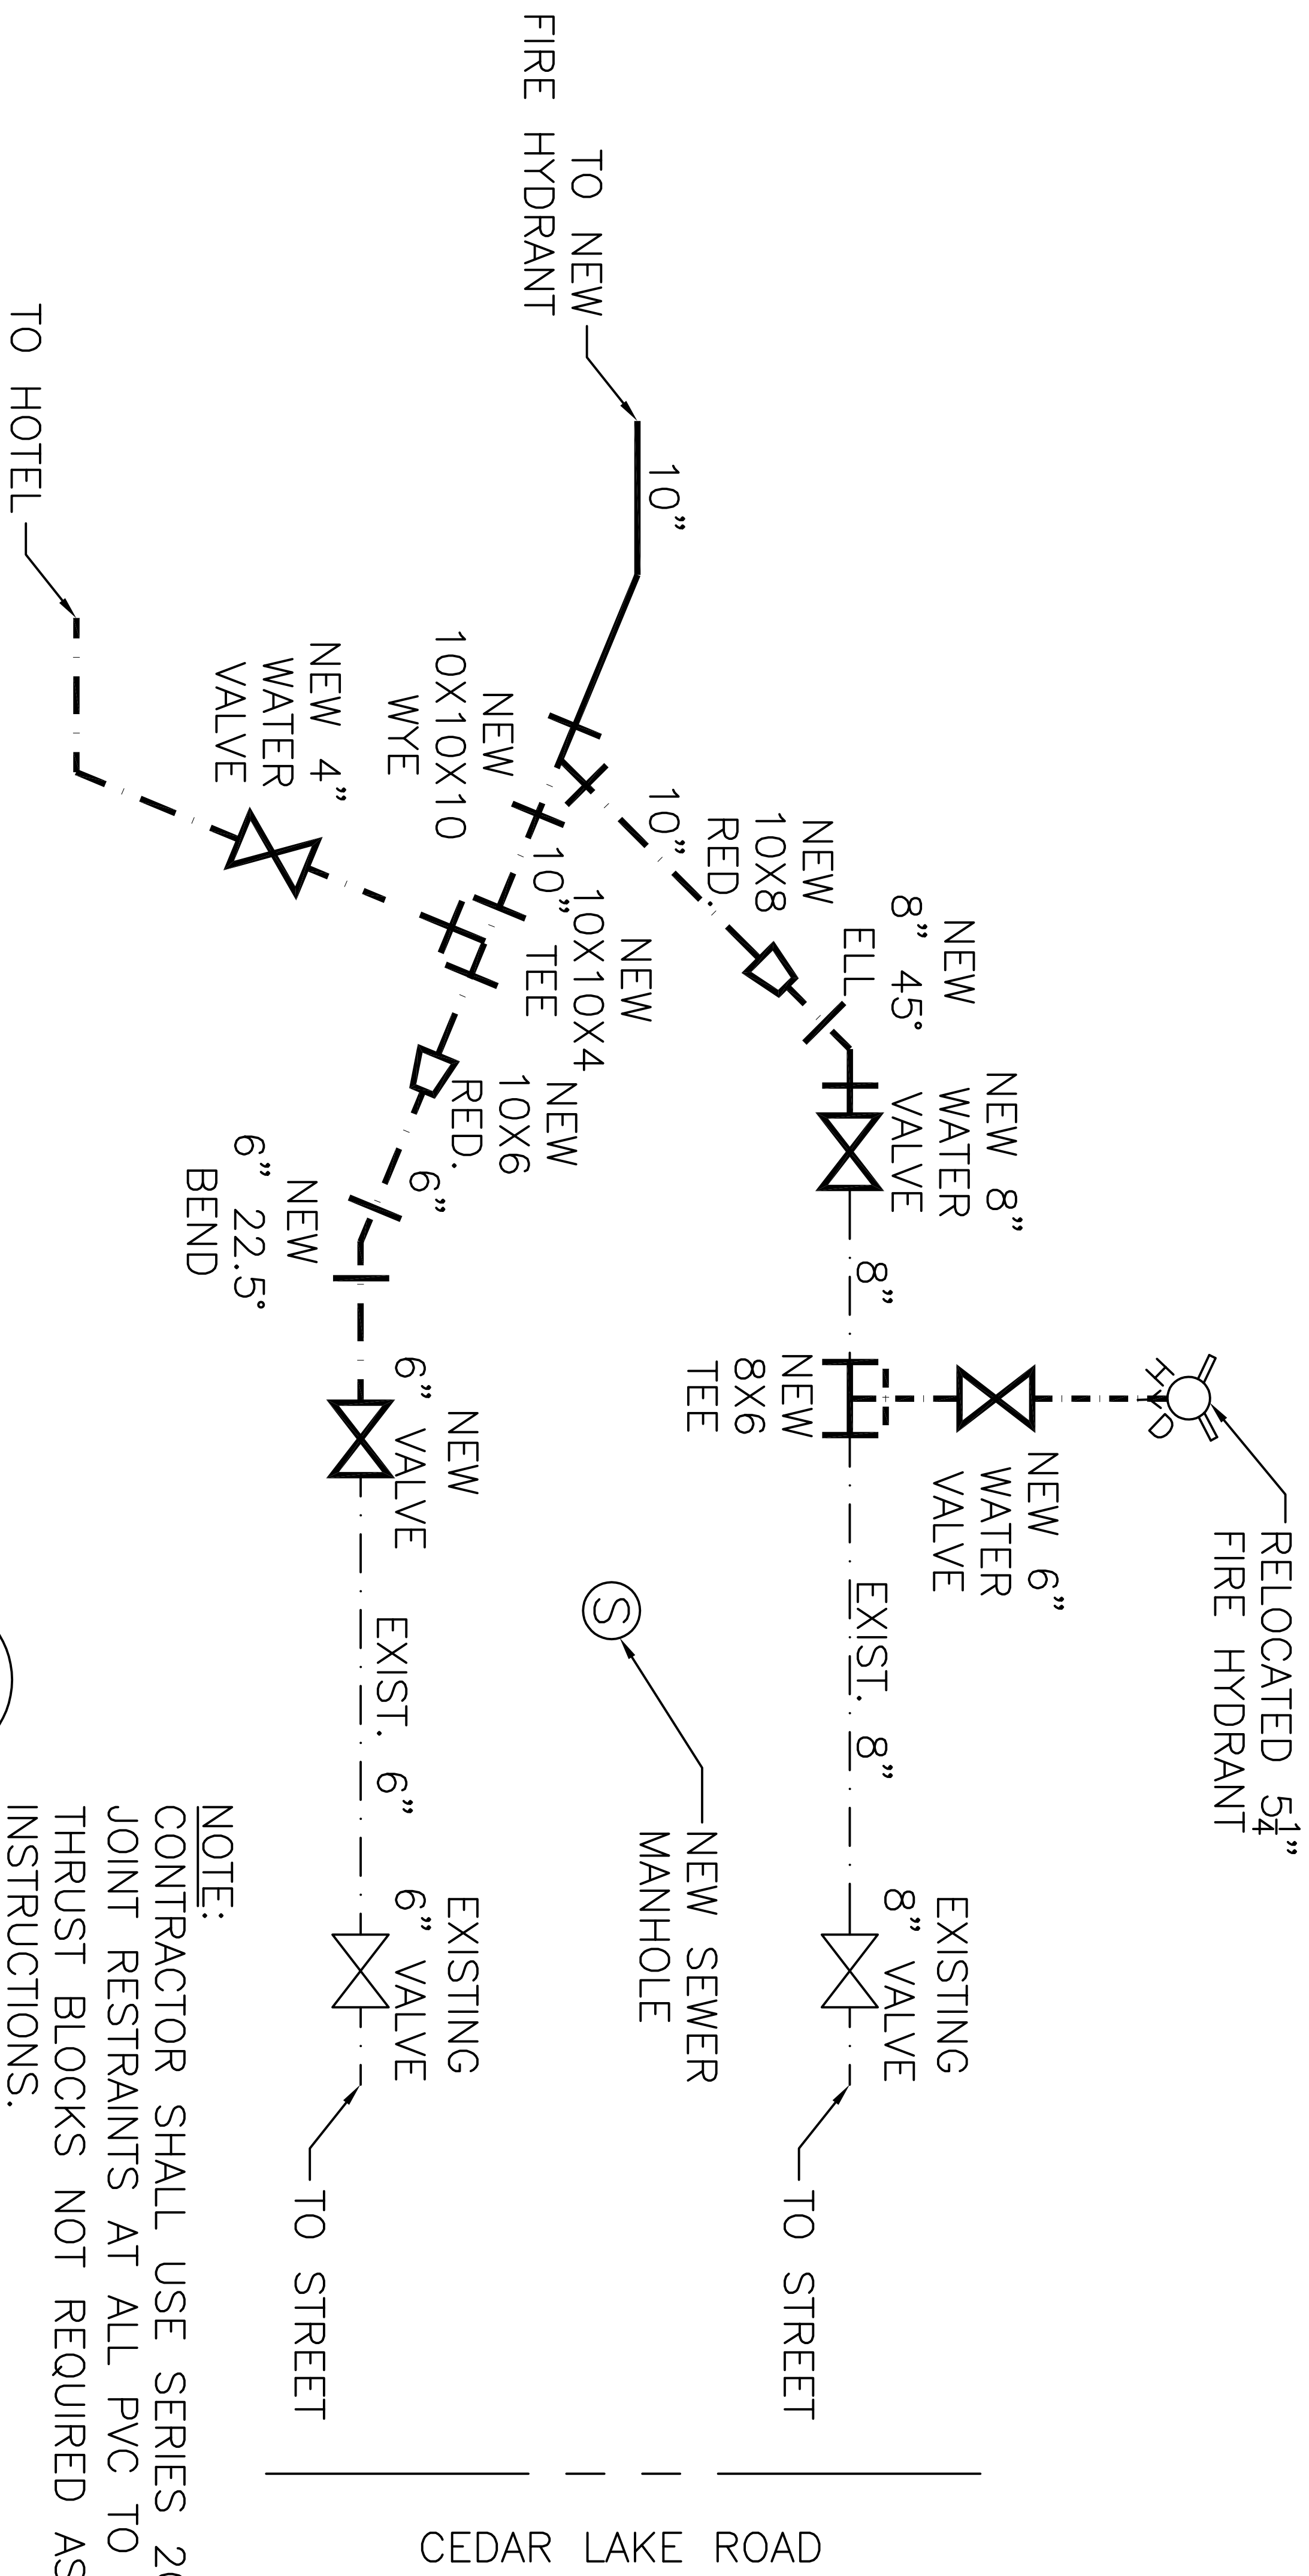 RELOCATED 5 1/4"
FIRE HYDRANT
HYD
NEW 6"
WATER
VALVE
NEW 8"
WATER
VALVE
NEW
8" 45°
ELL
NEW
10X8
RED.
10"
8"
NEW
8X6
TEE
EXIST. 8"
EXISTING
8" VALVE
TO STREET
TO NEW
FIRE HYDRANT
10"
NEW SEWER
MANHOLE
S
NEW
10X10X4
TEE
10"
NEW
10X10X10
WYE
NEW
10X6
RED.
6"
NEW
6" VALVE
EXIST. 6"
EXISTING
6" VALVE
TO STREET
NEW 4"
WATER
VALVE
NEW
6" 22.5°
BEND
TO HOTEL
CEDAR LAKE ROAD
NOTE:
CONTRACTOR SHALL USE SERIES
JOINT RESTRAINTS AT ALL PVC TO
THRUST BLOCKS NOT REQUIRED AS
INSTRUCTIONS.